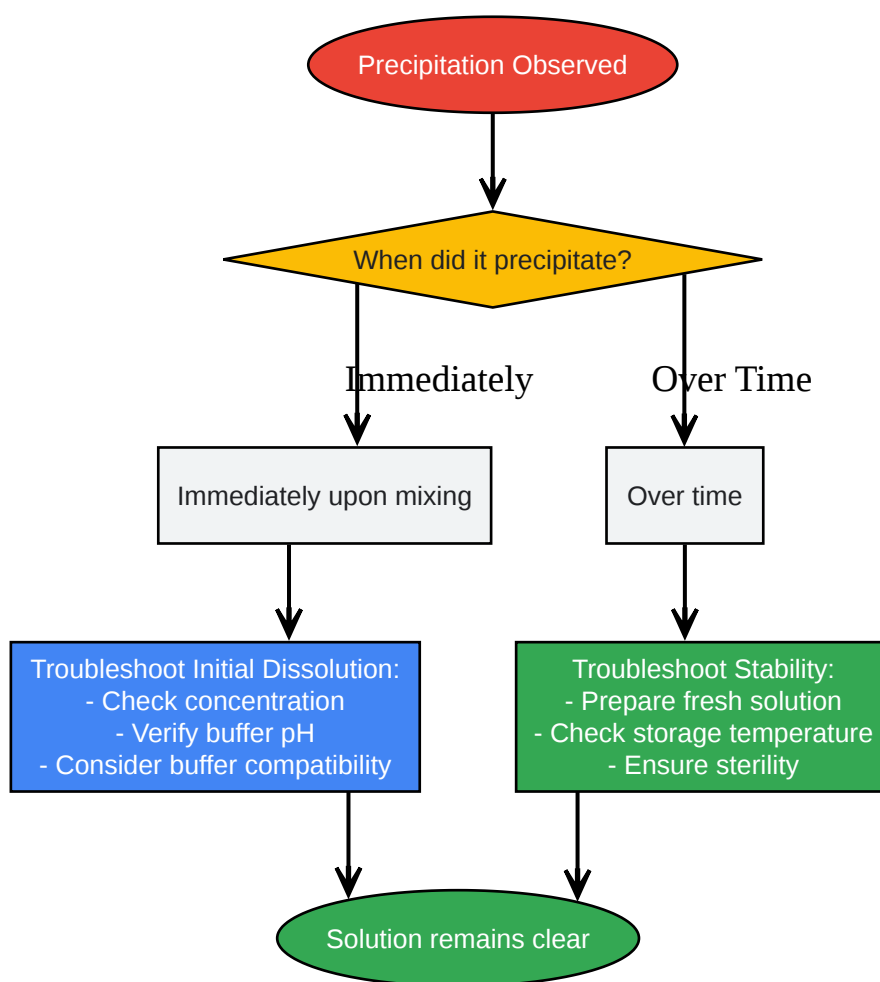 Precipitation Observed
When did it precipitate?
Immediately
Over Time
Immediately upon mixing
Over time
Troubleshoot Initial Dissolution:
- Check concentration
- Verify buffer pH
- Consider buffer compatibility
Troubleshoot Stability:
- Prepare fresh solution
- Check storage temperature
- Ensure sterility
Solution remains clear